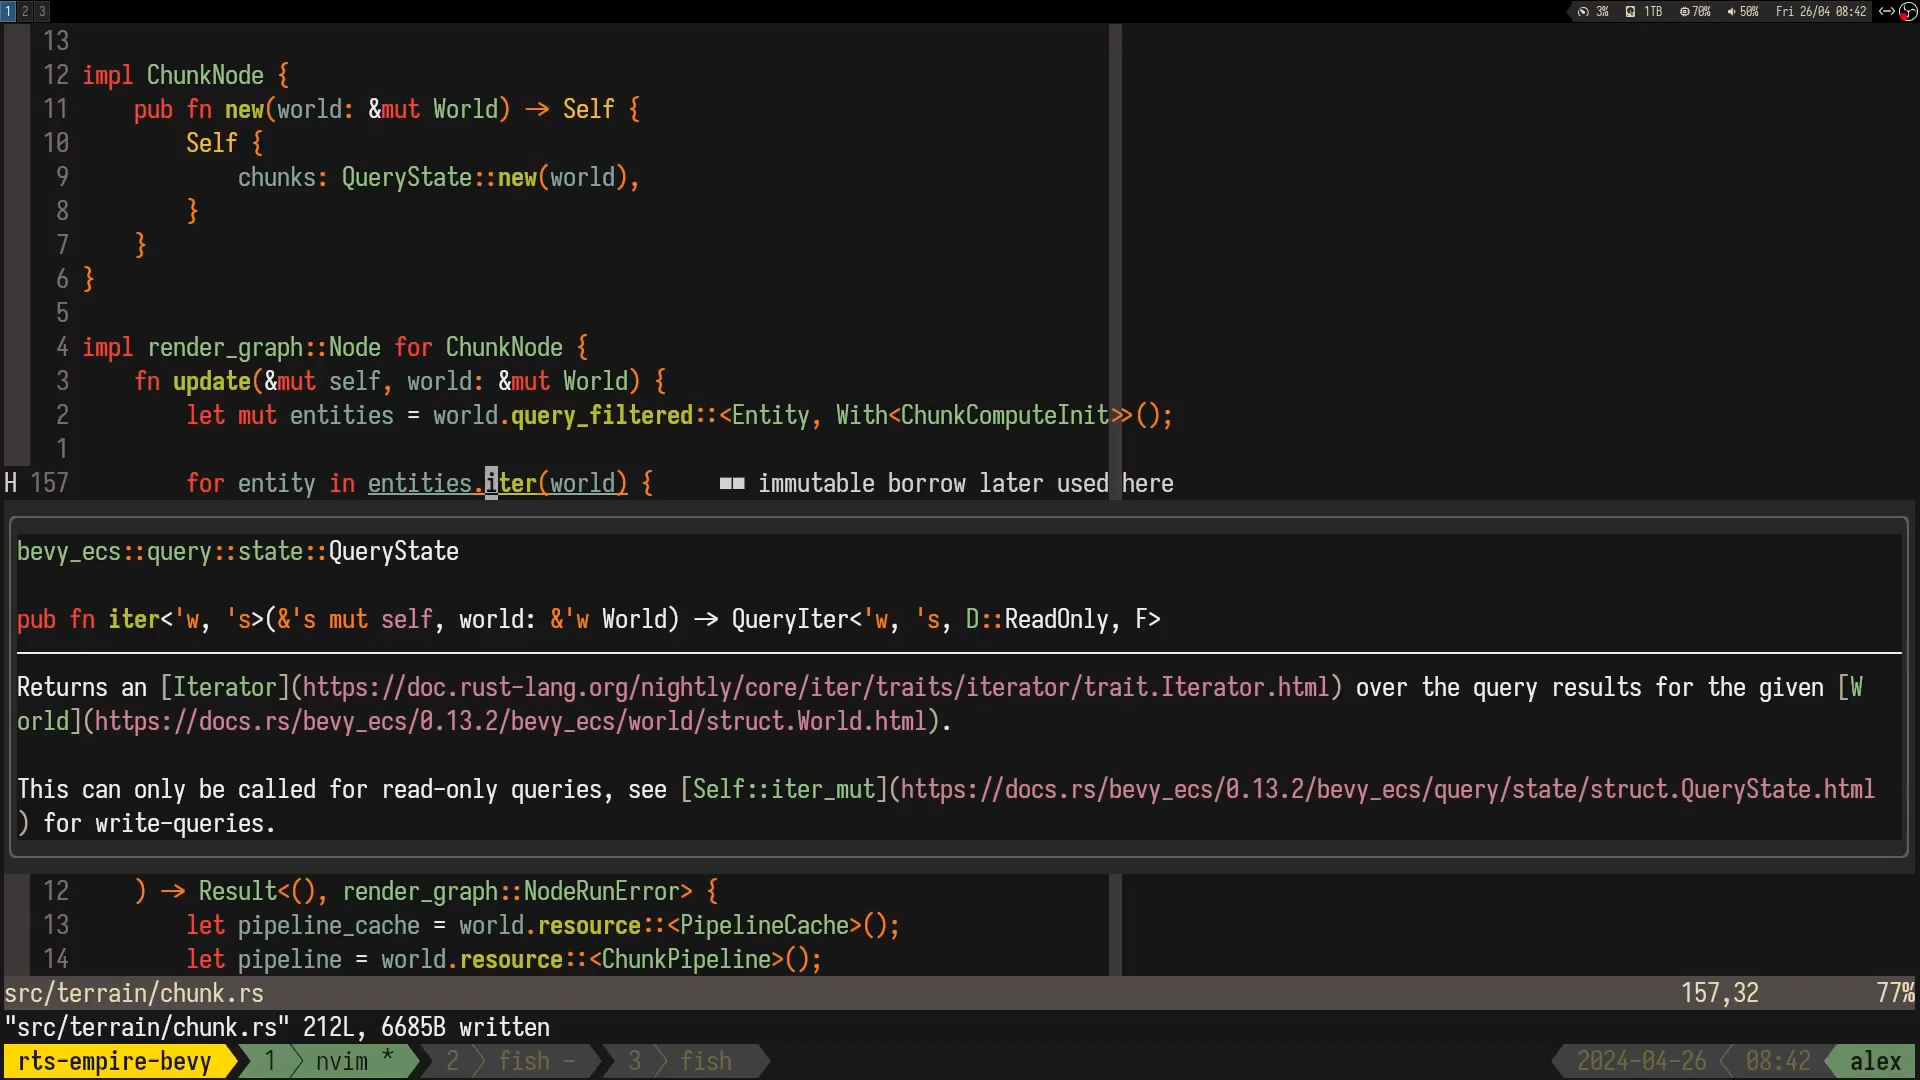 1 2 3 3% 1TB 70% 50% Fri 26/04 08:42
13
12 impl ChunkNode {
11 pub fn new(world: &mut World) -> Self {
10 Self {
9 chunks: QueryState::new(world),
8 }
7 }
6 }
5
4 impl render_graph::Node for ChunkNode {
3 fn update(&mut self, world: &mut World) {
2 let mut entities = world.query_filtered::<Entity, With<ChunkComputeInit>>();
1
H 157 for entity in entities.iter(world) { ■■ immutable borrow later used here
bevy_ecs::query::state::QueryState
pub fn iter<'w, 's>(&'s mut self, world: &'w World) -> QueryIter<'w, 's, D::ReadOnly, F>
Returns an [Iterator](https://doc.rust-lang.org/nightly/core/iter/traits/iterator/trait.Iterator.html) over the query results for the given [W
orld](https://docs.rs/bevy_ecs/0.13.2/bevy_ecs/world/struct.World.html).
This can only be called for read-only queries, see [Self::iter_mut](https://docs.rs/bevy_ecs/0.13.2/bevy_ecs/query/state/struct.QueryState.html
) for write-queries.
12 ) -> Result<(), render_graph::NodeRunError> {
13 let pipeline_cache = world.resource::<PipelineCache>();
14 let pipeline = world.resource::<ChunkPipeline>();
src/terrain/chunk.rs 157,32 77%
"src/terrain/chunk.rs" 212L, 6685B written
rts-empire-bevy 1 nvim * 2 fish - 3 fish 2024-04-26 08:42 alex